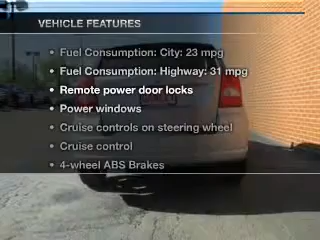 VEHICLE FEATURES
• Fuel Consumption: City: 23 mpg
• Fuel Consumption: Highway: 31 mpg
• Remote power door locks
• Power windows
• Cruise controls on steering wheel
• Cruise control
• 4-wheel ABS Brakes